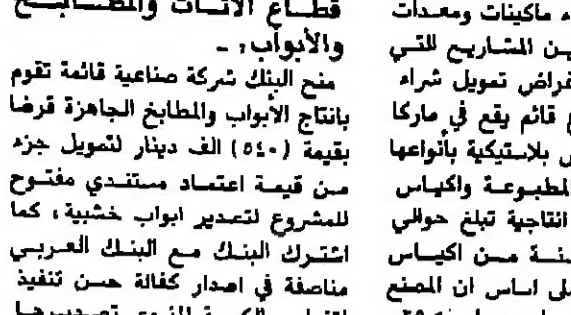 قطاع الاثاث والمطابخ
والأبواب: ـ
منح البنك شركة صناعية قائمة تقوم
بانتاج الأبواب والمطابخ الجاهزة قرضا
بقيمة (٥٤٠) الف دينار لتمويل جزء
من قيمة اعتماد مستندي مفتوح
للمشروع لتصدير ابواب خشبية، كما
اشترك البنك مع البنك العربي
مناصفة في اصدار كفالة حسن تنفيذ
ء ماكينات ومعدات
ين المشاريع التي
غراض تمويل شراء
ع قائم يقع في ماركا
س بلاستيكية بأنواعها
المطبوعة واكياس
انتاجية تبلغ حوالي
سنة من اكياس
على اساس ان المصنع